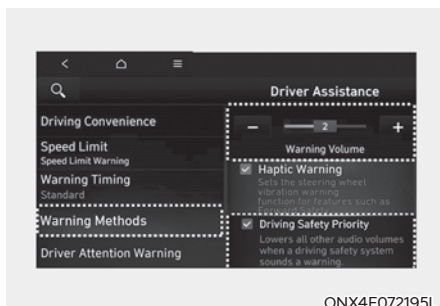 Driver Assistance
Driving Convenience
Speed Limit
Speed Limit Warning
Warning Timing
Standard
Warning Methods
Driver Attention Warning
2
Warning Volume
Haptic Warning
Sets the steering wheel
vibration warning
function for features such as
Forward Safety
Driving Safety Priority
Lowers all other audio volumes
when a driving safety system
sounds a warning.
ONX4E072195L